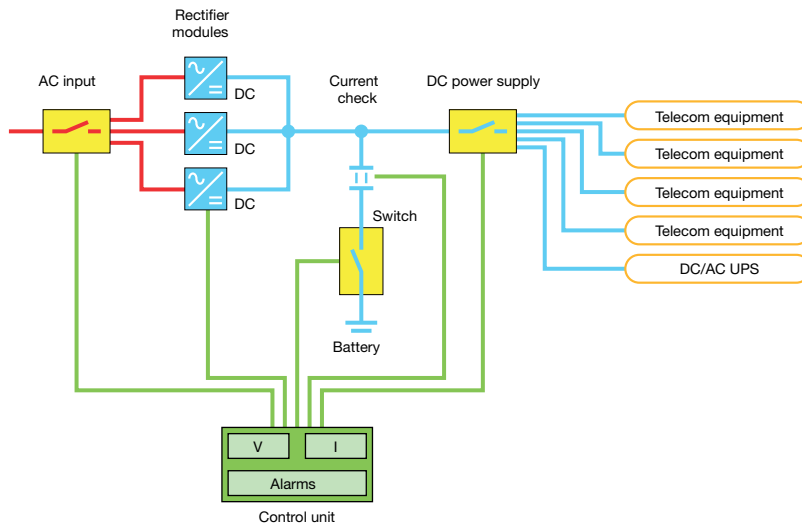 Rectifier
modules
AC input
DC
Current
check
DC power supply
Telecom equipment
DC
Telecom equipment
DC
Telecom equipment
Switch
Telecom equipment
DC/AC UPS
Battery
V
I
Alarms
Control unit